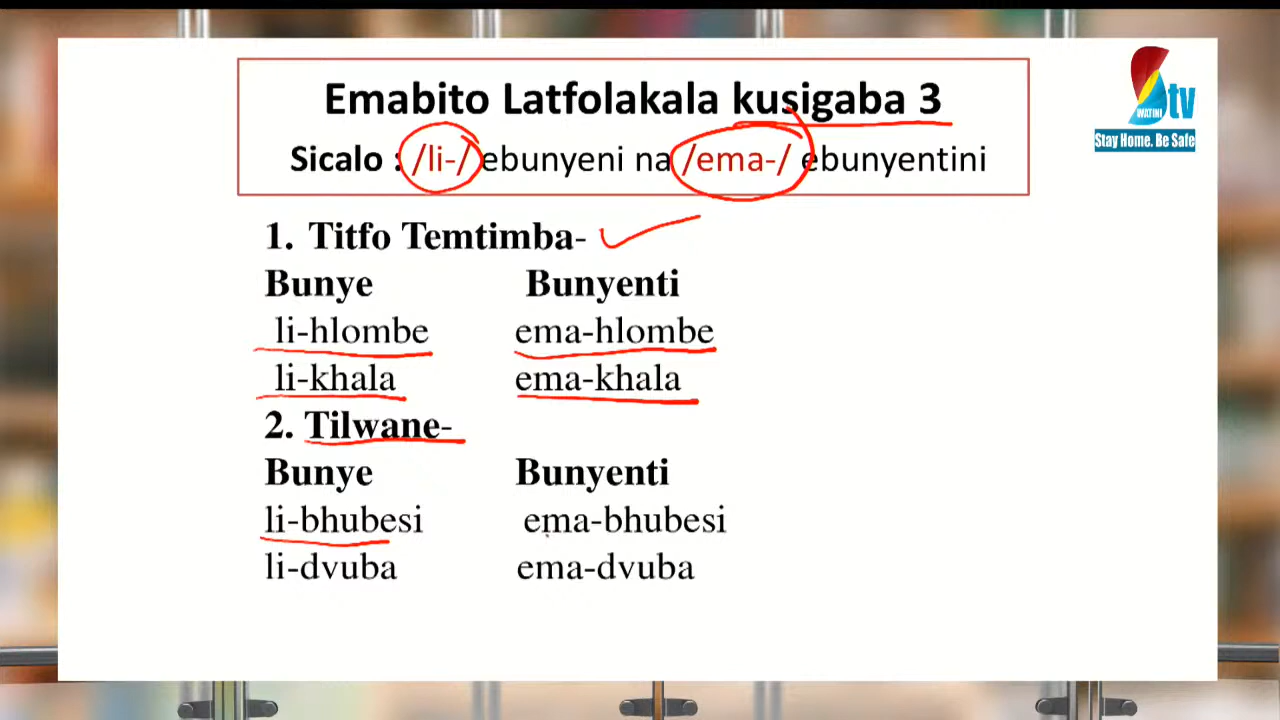 Emabito Latfolakala kusigaba 3
Sicalo : /li-/ ebunyeni na /ema-/ ebunyentini
WATINI tv
Stay Home. Be Safe
1. Titfo Temtimba-
Bunye Bunyenti
li-hlombe ema-hlombe
li-khala ema-khala
2. Tilwane-
Bunye Bunyenti
li-bhubesi ema-bhubesi
li-dvuba ema-dvuba